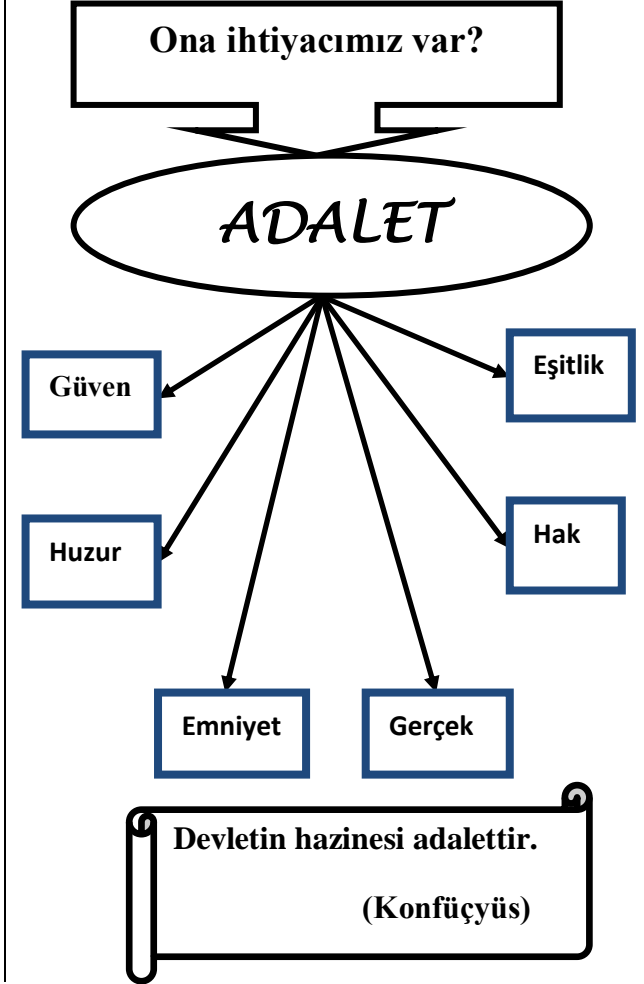 Ona ihtiyacımız var?
ADALET
Güven
Eşitlik
Huzur
Hak
Emniyet
Gerçek
Devletin hazinesi adalettir.
(Konfüçyüs)